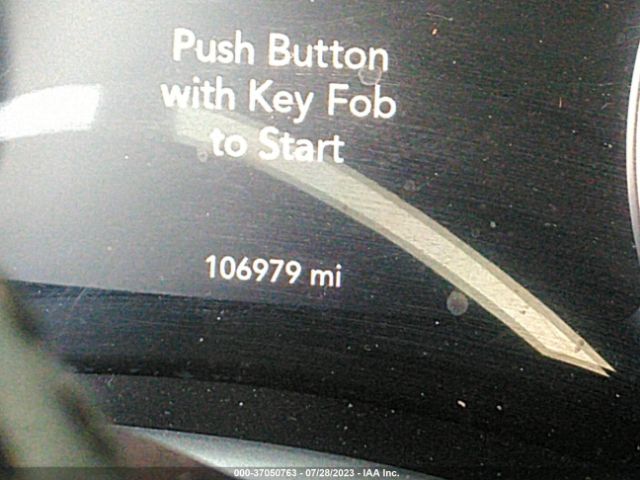 Push Button
with Key Fob
to Start
106979 mi
000-37050763 - 07/28/2023 - IAA Inc.